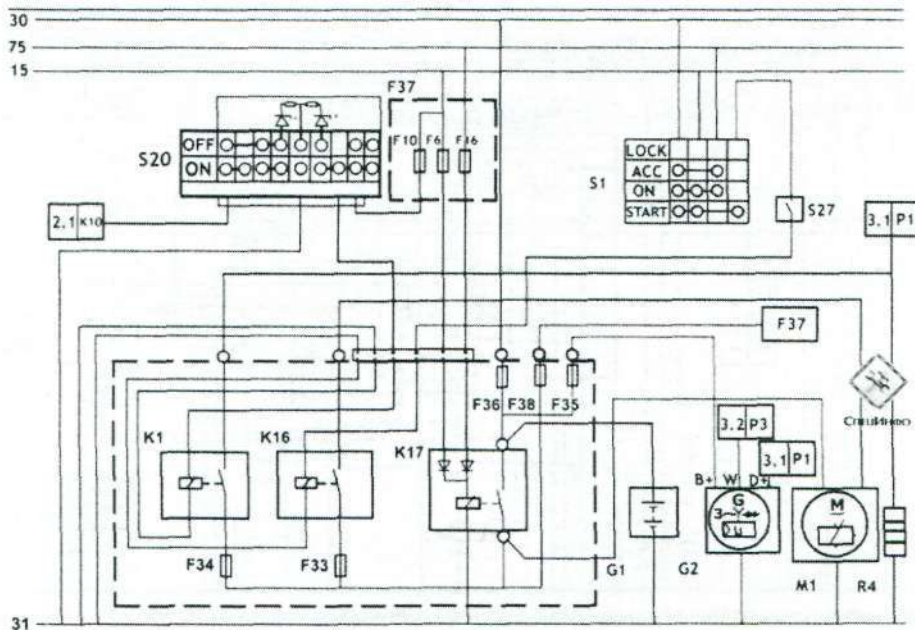 30
75
15
F37
S20
OFF
ON
F10 F6 F16
S1
LOCK
ACC
ON
START
S27
2.1 K10
3.1 P1
F37
F36 F38 F35
СПЕЦИНФО
K1 K16 K17
3.2 P3
3.1 P1
B+ W D+
G
3
M
F34 F33
G1 G2
M1 R4
31